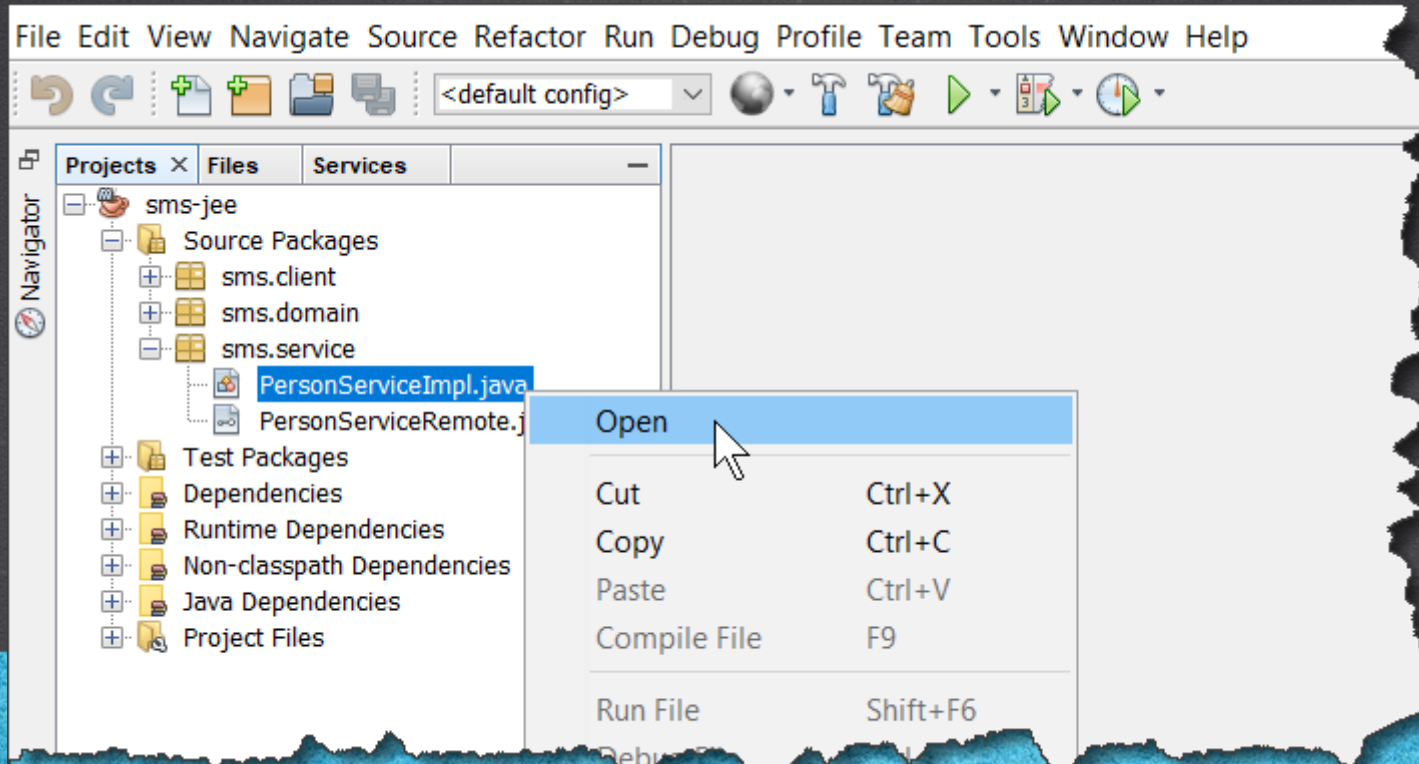 File Edit View Navigate Source Refactor Run Debug Profile Team Tools Window Help
<default config>
Projects Files Services
Navigator
sms-jee
Source Packages
sms.client
sms.domain
sms.service
PersonServiceImpl.java
PersonServiceRemote.j
Test Packages
Dependencies
Runtime Dependencies
Non-classpath Dependencies
Java Dependencies
Project Files
Open
Cut Ctrl+X
Copy Ctrl+C
Paste Ctrl+V
Compile File F9
Run File Shift+F6